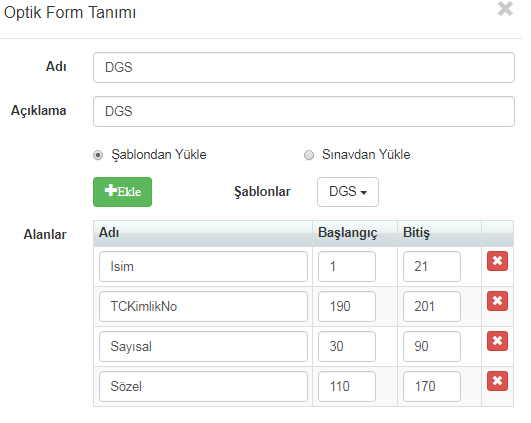 Optik Form Tanımı
Adı DGS
Açıklama DGS
Şablondan Yükle Sınavdan Yükle
Ekle Şablonlar DGS
Alanlar Adı Başlangıç Bitiş
Isim 1 21
TCKimlikNo 190 201
Sayısal 30 90
Sözel 110 170